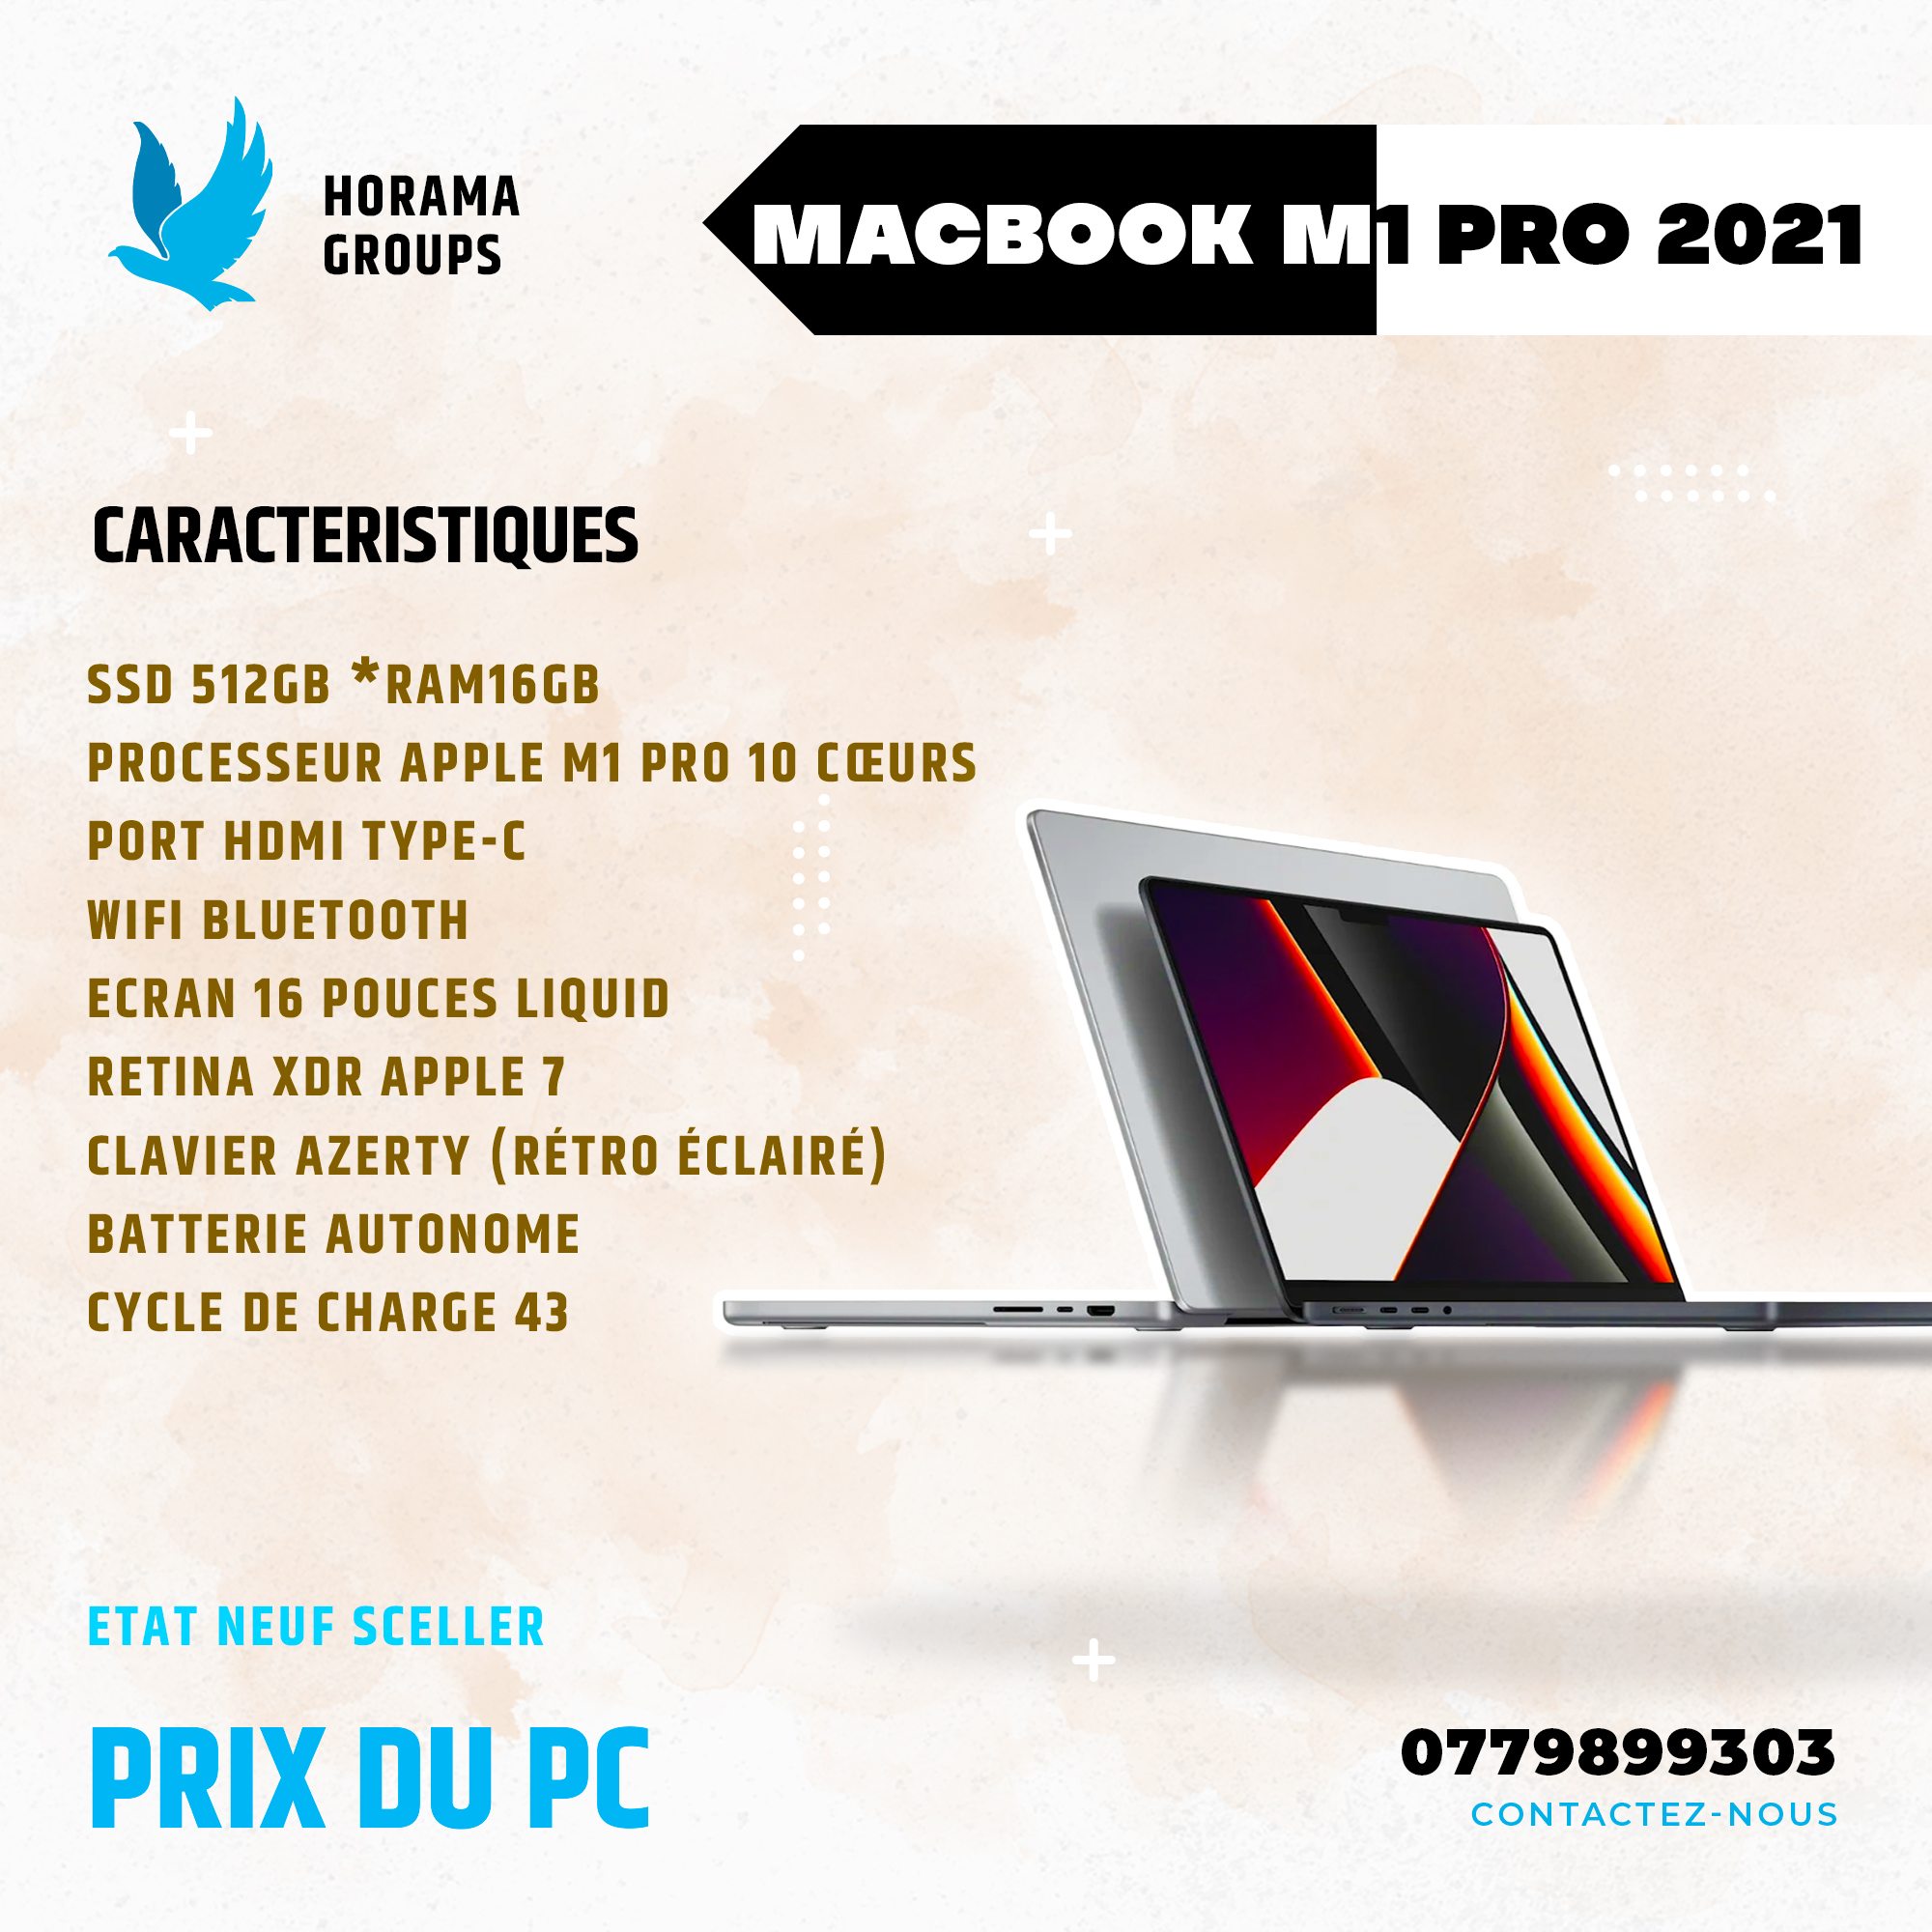 HORAMA
GROUPS
MACBOOK M1 PRO 2021
CARACTERISTIQUES
SSD 512GB *RAM16GB
PROCESSEUR APPLE M1 PRO 10 CŒURS
PORT HDMI TYPE-C
WIFI BLUETOOTH
ECRAN 16 POUCES LIQUID
RETINA XDR APPLE 7
CLAVIER AZERTY (RÉTRO ÉCLAIRÉ)
BATTERIE AUTONOME
CYCLE DE CHARGE 43
ETAT NEUF SCELLER
PRIX DU PC
0779899303
CONTACTEZ-NOUS